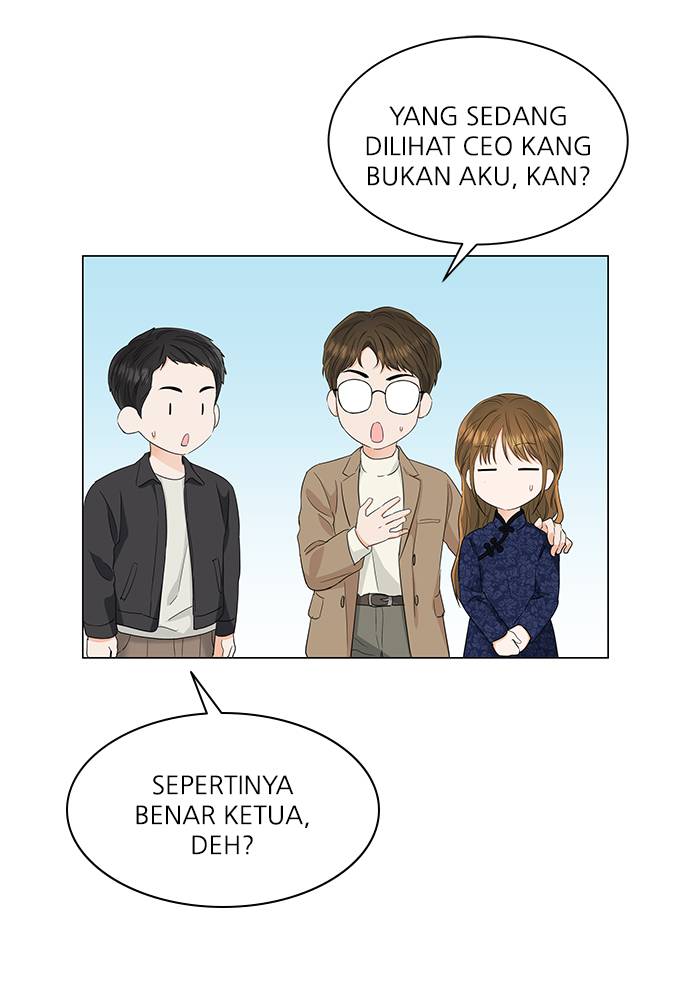 YANG SEDANG
DILIHAT CEO KANG
BUKAN AKU, KAN?
SEPERTINYA
BENAR KETUA,
DEH?